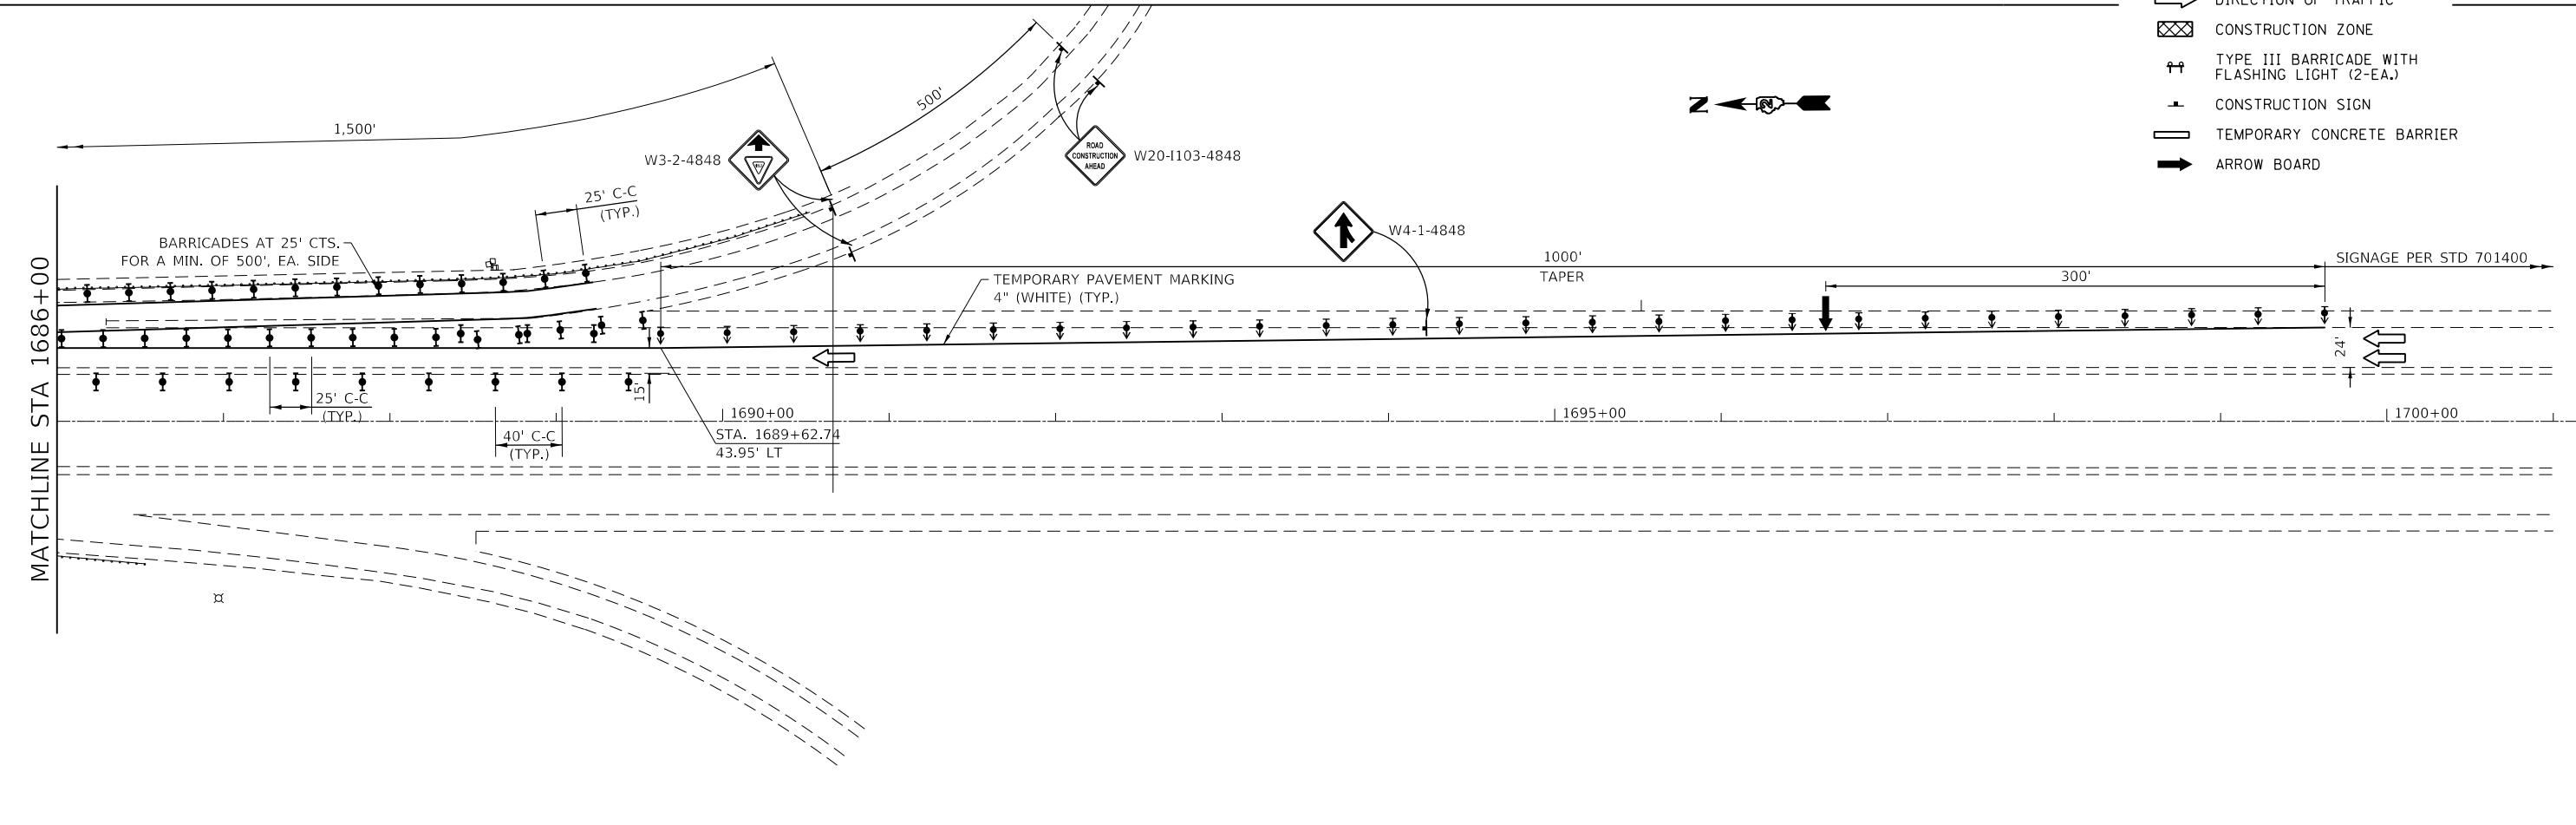 DIRECTION OF TRAFFIC
CONSTRUCTION ZONE
TYPE III BARRICADE WITH
FLASHING LIGHT (2-EA.)
CONSTRUCTION SIGN
TEMPORARY CONCRETE BARRIER
ARROW BOARD
N
500'
1,500'
W3-2-4848
ROAD
CONSTRUCTION
AHEAD
W20-I103-4848
25' C-C
(TYP.)
W4-1-4848
BARRICADES AT 25' CTS.
FOR A MIN. OF 500', EA. SIDE
1000'
TAPER
SIGNAGE PER STD 701400
300'
TEMPORARY PAVEMENT MARKING
4" (WHITE) (TYP.)
MATCHLINE STA 1686+00
24'
15'
25' C-C
(TYP.)
1690+00
1695+00
1700+00
40' C-C
(TYP.)
STA. 1689+62.74
43.95' LT